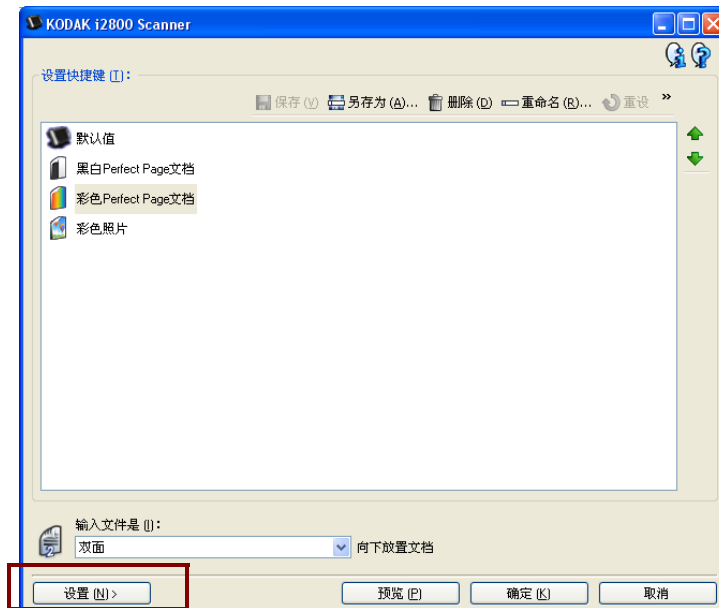 KODAK i2800 Scanner
设置快捷键 (T)：
保存 (V) 另存为 (A)... 删除 (D) 重命名 (R)... 重设 »
默认值
黑白Perfect Page文档
彩色Perfect Page文档
彩色照片
输入文件是 (I)：
2
双面 向下放置文档
设置 (N) > 预览 (P) 确定 (K) 取消